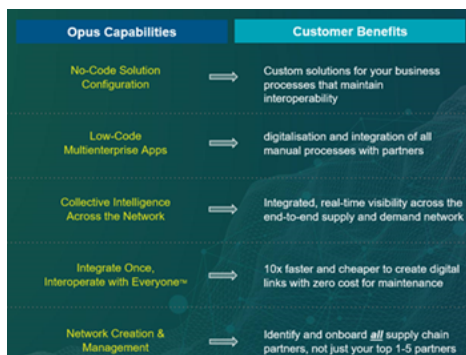 Opus Capabilities
Customer Benefits
No-Code Solution
Configuration
Custom solutions for your business
processes that maintain
interoperability
Low-Code
Multienterprise Apps
digitalisation and integration of all
manual processes with partners
Collective Intelligence
Across the Network
Integrated, real-time visibility across the
end-to-end supply and demand network
Integrate Once,
Interoperate with Everyone™
10x faster and cheaper to create digital
links with zero cost for maintenance
Network Creation &
Management
Identify and onboard all supply chain
partners, not just your top 1-5 partners